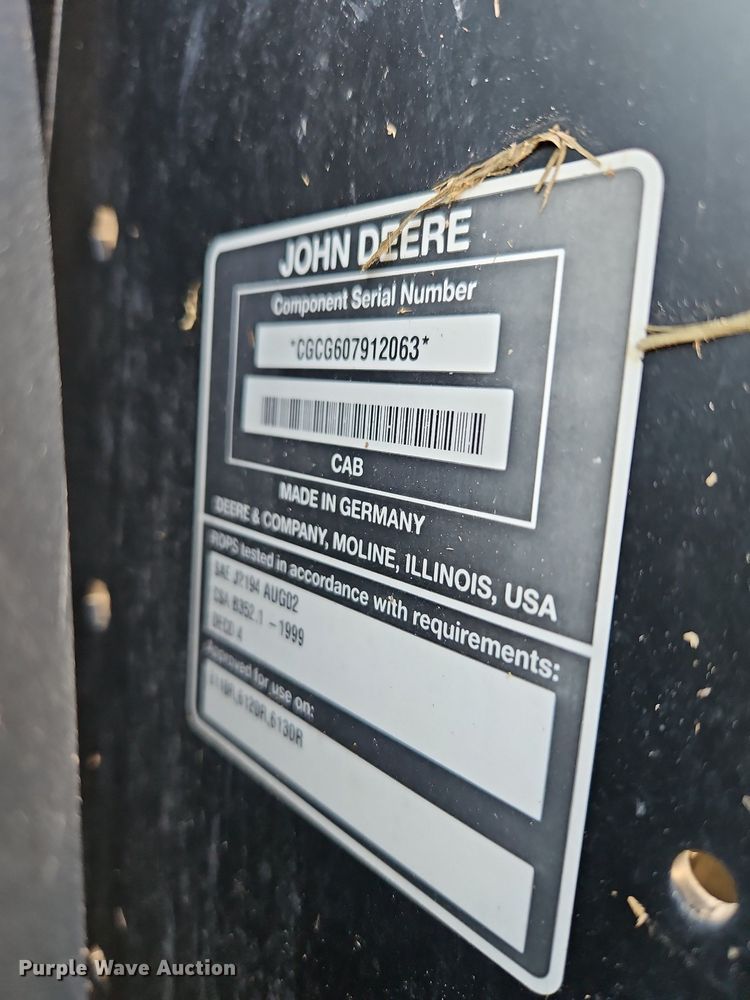 JOHN DEERE
Component Serial Number
*CGCG607912063*
CAB
MADE IN GERMANY
DEERE & COMPANY, MOLINE, ILLINOIS, USA
ROPS tested in accordance with requirements:
SAE J2194 AUG02
CSA B352.1 - 1999
OECD 4
Approved for use on:
6110R,6120R,6130R
Purple Wave Auction